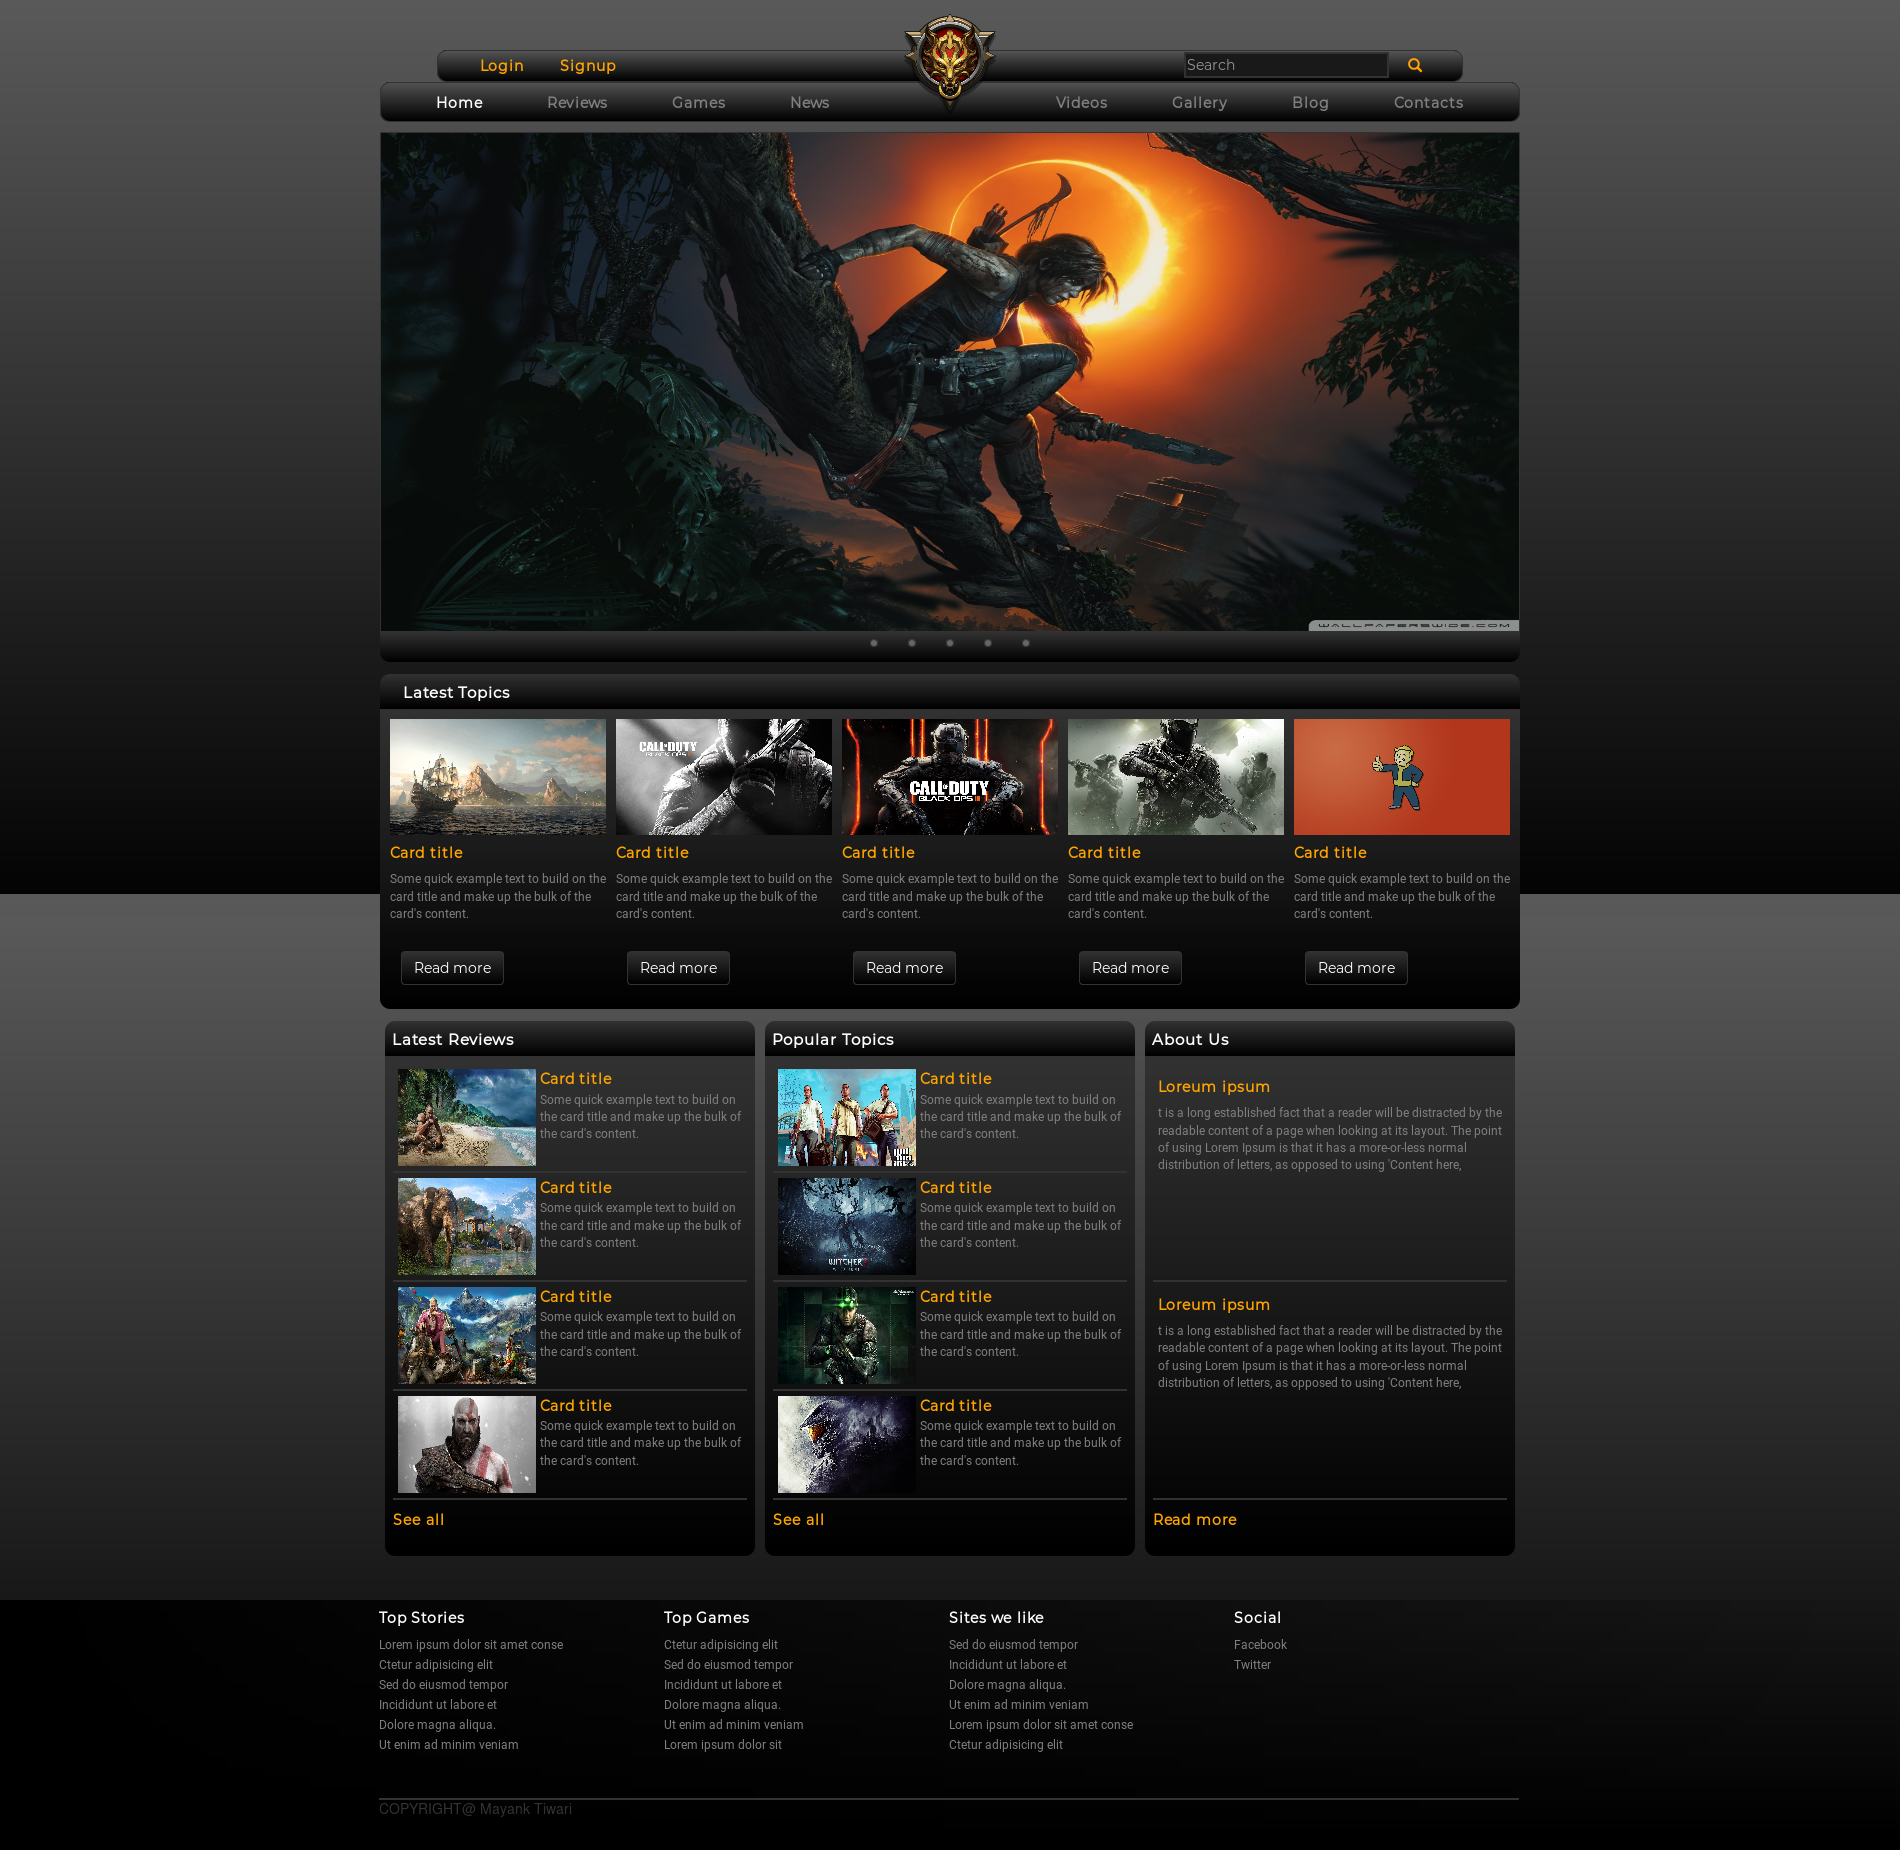 Login Signup
Search
Home Reviews Games News Videos Gallery Blog Contacts
WALLPAPERSWIDE.COM
Latest Topics
CALL OF DUTY
BLACK OPS II
CALL OF DUTY
BLACK OPS III
Card title
Some quick example text to build on the
card title and make up the bulk of the
card's content.
Read more
Card title
Some quick example text to build on the
card title and make up the bulk of the
card's content.
Read more
Card title
Some quick example text to build on the
card title and make up the bulk of the
card's content.
Read more
Card title
Some quick example text to build on the
card title and make up the bulk of the
card's content.
Read more
Card title
Some quick example text to build on the
card title and make up the bulk of the
card's content.
Read more
Latest Reviews
Card title
Some quick example text to build on
the card title and make up the bulk of
the card's content.
Card title
Some quick example text to build on
the card title and make up the bulk of
the card's content.
Card title
Some quick example text to build on
the card title and make up the bulk of
the card's content.
Card title
Some quick example text to build on
the card title and make up the bulk of
the card's content.
See all
Popular Topics
Card title
Some quick example text to build on
the card title and make up the bulk of
the card's content.
WITCHER
Card title
Some quick example text to build on
the card title and make up the bulk of
the card's content.
Card title
Some quick example text to build on
the card title and make up the bulk of
the card's content.
Card title
Some quick example text to build on
the card title and make up the bulk of
the card's content.
See all
About Us
Loreum ipsum
t is a long established fact that a reader will be distracted by the
readable content of a page when looking at its layout. The point
of using Lorem Ipsum is that it has a more-or-less normal
distribution of letters, as opposed to using 'Content here,
Loreum ipsum
t is a long established fact that a reader will be distracted by the
readable content of a page when looking at its layout. The point
of using Lorem Ipsum is that it has a more-or-less normal
distribution of letters, as opposed to using 'Content here,
Read more
Top Stories
Lorem ipsum dolor sit amet conse
Ctetur adipisicing elit
Sed do eiusmod tempor
Incididunt ut labore et
Dolore magna aliqua.
Ut enim ad minim veniam
Top Games
Ctetur adipisicing elit
Sed do eiusmod tempor
Incididunt ut labore et
Dolore magna aliqua.
Ut enim ad minim veniam
Lorem ipsum dolor sit
Sites we like
Sed do eiusmod tempor
Incididunt ut labore et
Dolore magna aliqua.
Ut enim ad minim veniam
Lorem ipsum dolor sit amet conse
Ctetur adipisicing elit
Social
Facebook
Twitter
COPYRIGHT@ Mayank Tiwari